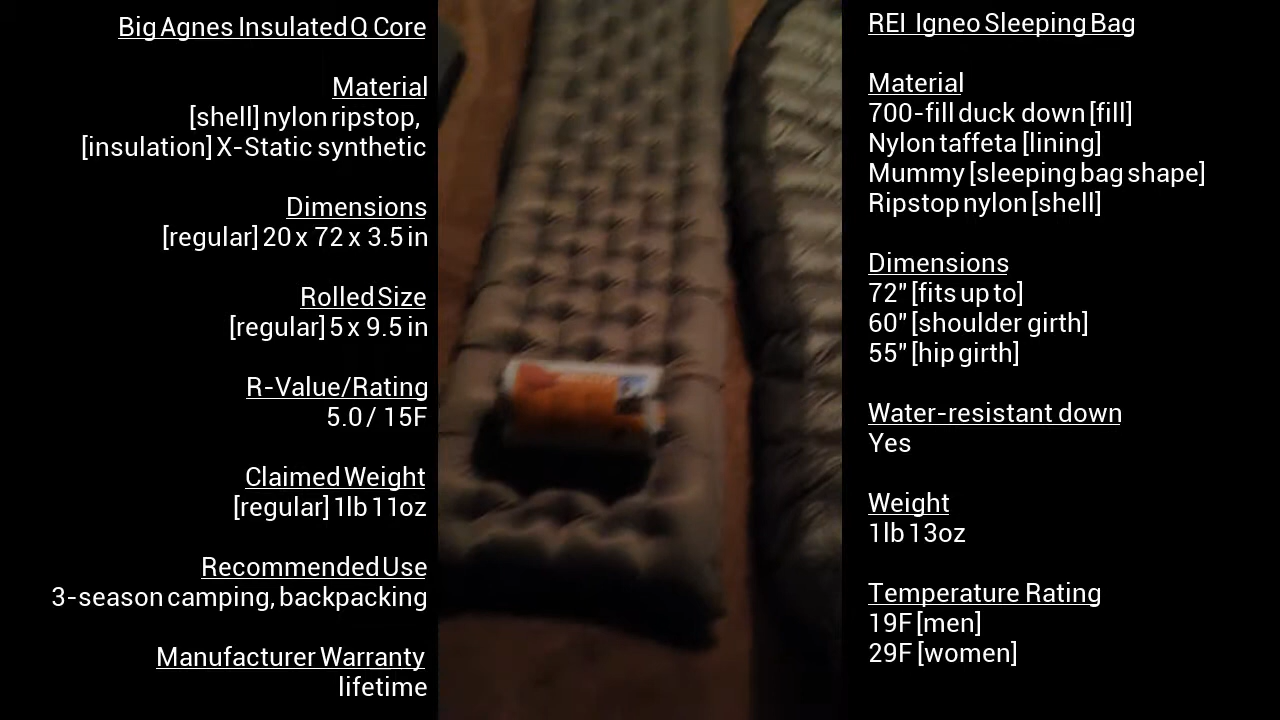 Big Agnes Insulated Q Core
Material
[shell] nylon ripstop,
[insulation] X-Static synthetic
Dimensions
[regular] 20 x 72 x 3.5 in
Rolled Size
[regular] 5 x 9.5 in
R-Value/Rating
5.0 / 15F
Claimed Weight
[regular] 1lb 11oz
Recommended Use
3-season camping, backpacking
Manufacturer Warranty
lifetime
REI Igneo Sleeping Bag
Material
700-fill duck down [fill]
Nylon taffeta [lining]
Mummy [sleeping bag shape]
Ripstop nylon [shell]
Dimensions
72" [fits up to]
60" [shoulder girth]
55" [hip girth]
Water-resistant down
Yes
Weight
1lb 13oz
Temperature Rating
19F [men]
29F [women]